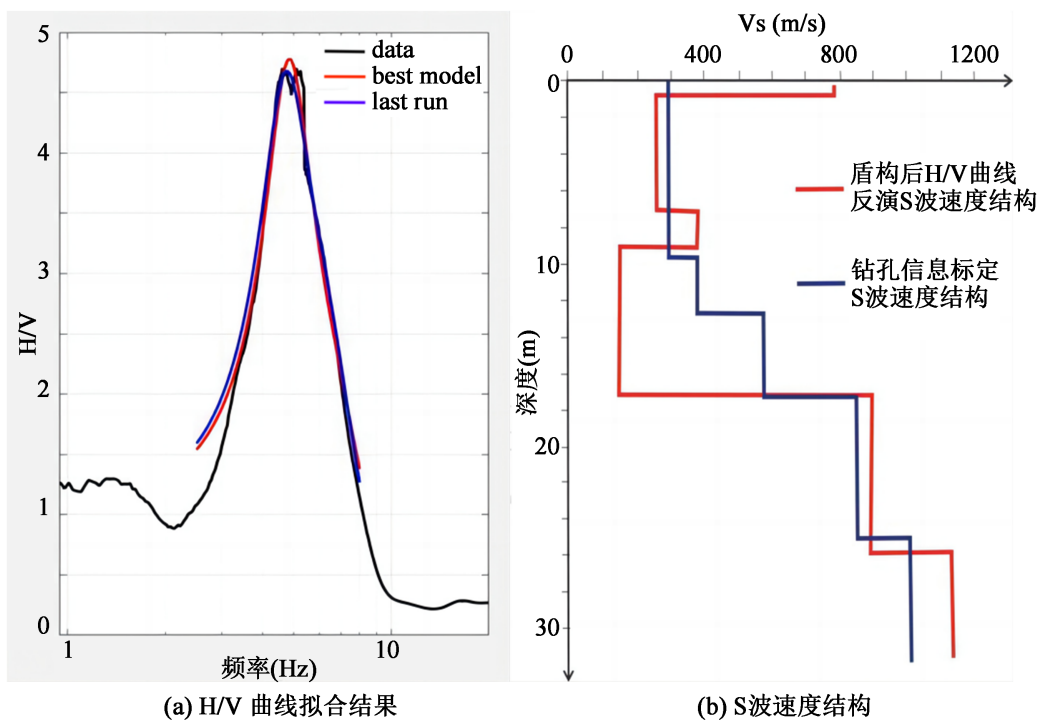 5
4
3
2
1
0
H/V
1
10
频率(Hz)
data
best model
last run
(a) H/V 曲线拟合结果
Vs (m/s)
0
400
800
1200
0
10
20
30
深度(m)
盾构后H/V曲线
反演S波速度结构
钻孔信息标定
S波速度结构
(b) S波速度结构